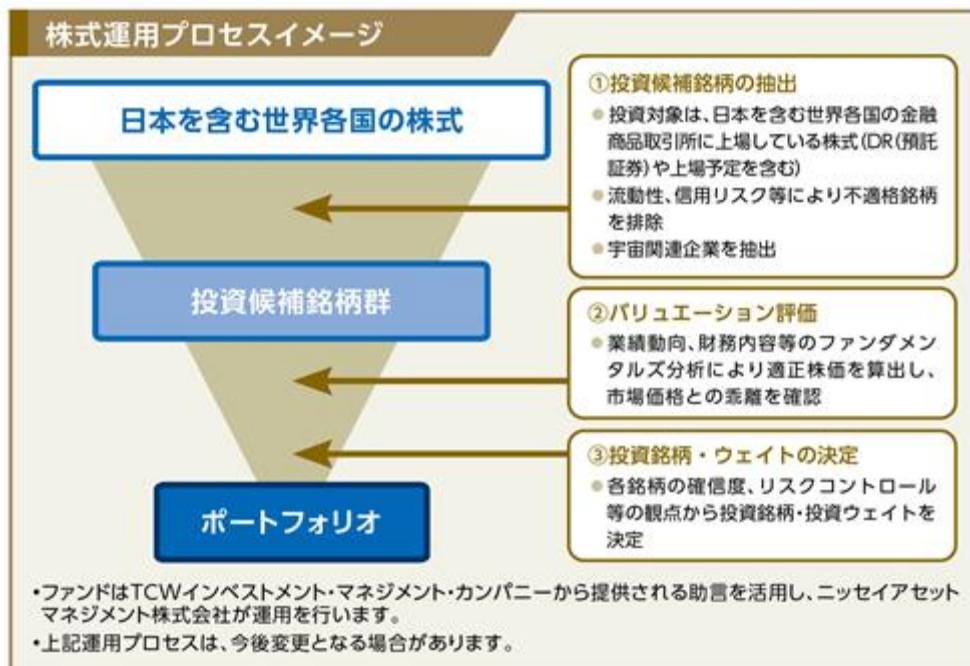 株式運用プロセスイメージ
日本を含む世界各国の株式
①投資候補銘柄の抽出
●投資対象は、日本を含む世界各国の金融
商品取引所に上場している株式(DR(預託
証券)や上場予定を含む)
●流動性、信用リスク等により不適格銘柄
を排除
●宇宙関連企業を抽出
投資候補銘柄群
②バリュエーション評価
●業績動向、財務内容等のファンダメン
タルズ分析により適正株価を算出し、
市場価格との乖離を確認
③投資銘柄・ウェイトの決定
●各銘柄の確信度、リスクコントロール
等の観点から投資銘柄・投資ウェイトを
決定
ポートフォリオ
・ファンドはTCWインベストメント・マネジメント・カンパニーから提供される助言を活用し、ニッセイアセット
マネジメント株式会社が運用を行います。
・上記運用プロセスは、今後変更となる場合があります。